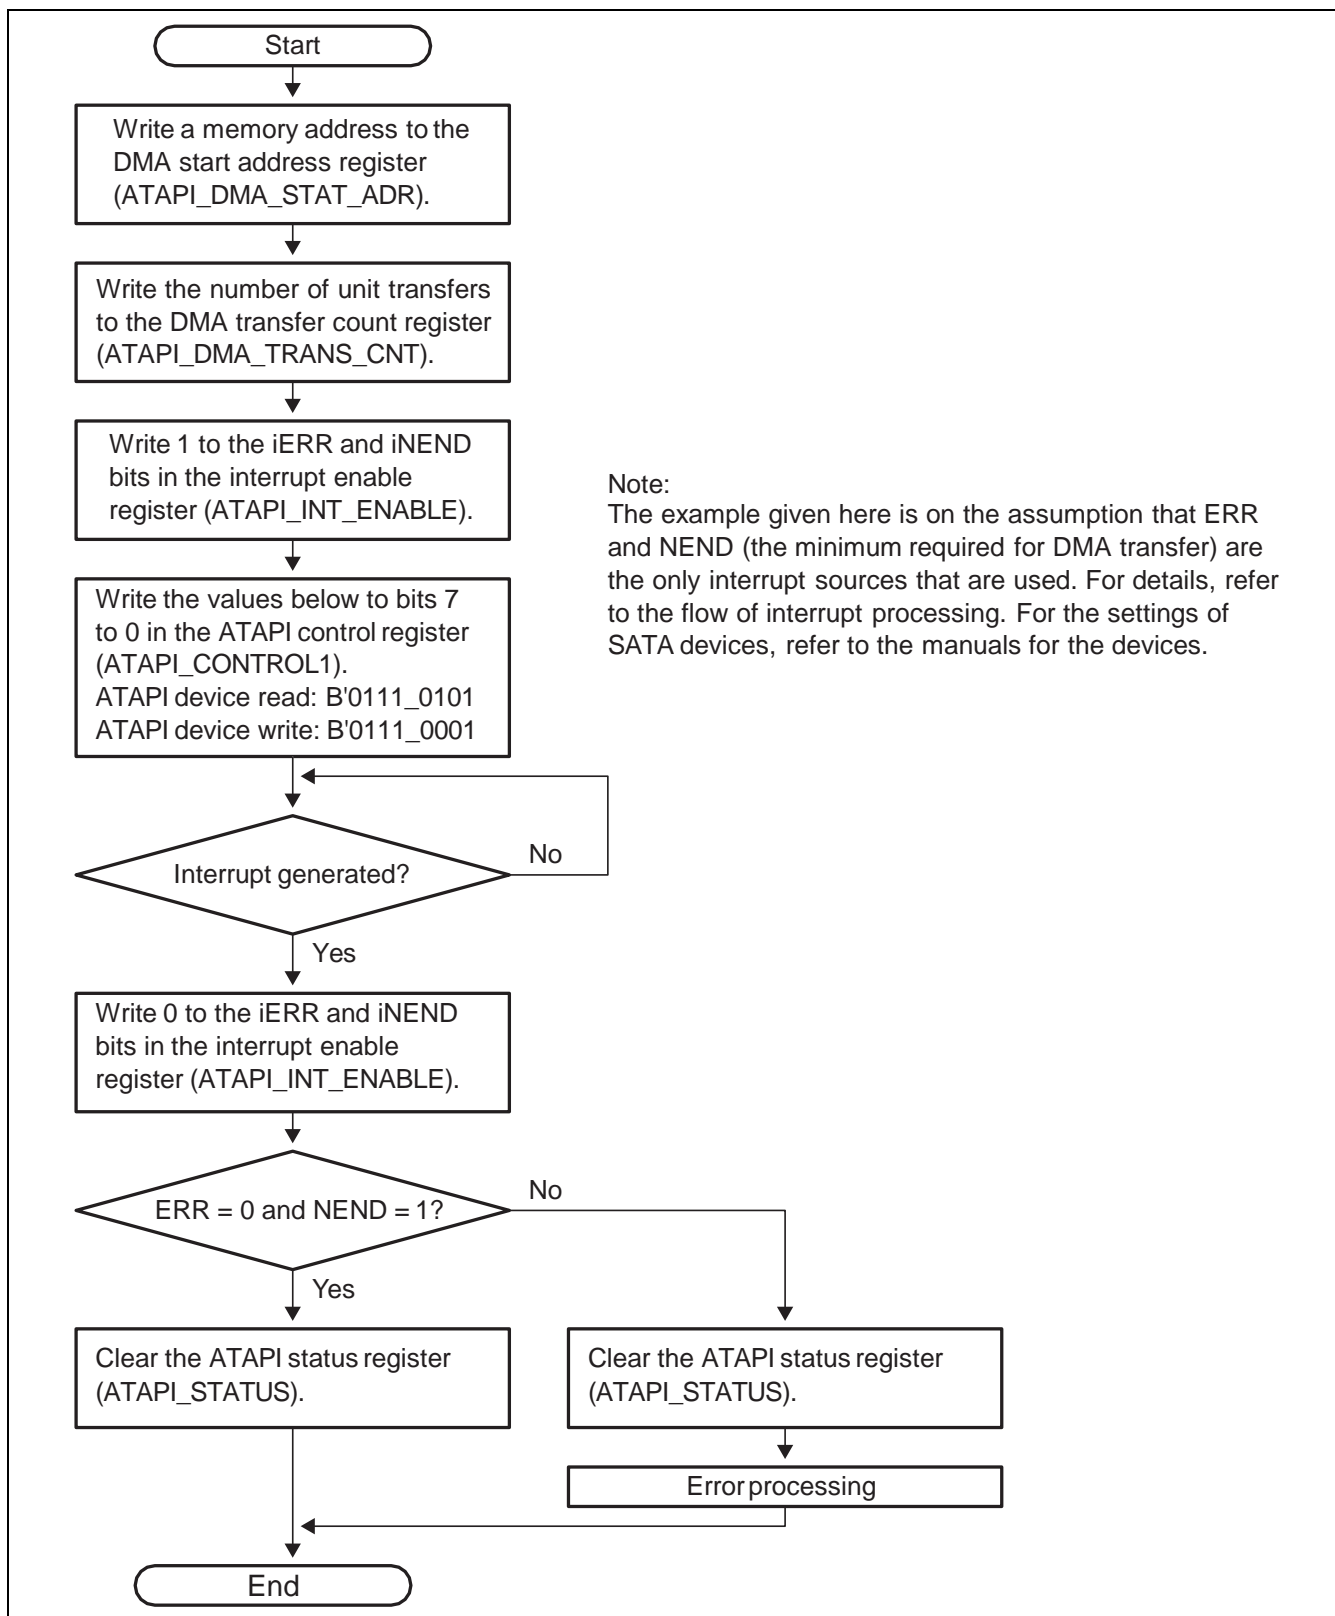 Start
Write a memory address to the
DMA start address register
(ATAPI_DMA_STAT_ADR).
Write the number of unit transfers
to the DMA transfer count register
(ATAPI_DMA_TRANS_CNT).
Write 1 to the iERR and iNEND
bits in the interrupt enable
register (ATAPI_INT_ENABLE).
Note:
The example given here is on the assumption that ERR
and NEND (the minimum required for DMA transfer) are
the only interrupt sources that are used. For details, refer
to the flow of interrupt processing. For the settings of
SATA devices, refer to the manuals for the devices.
Write the values below to bits 7
to 0 in the ATAPI control register
(ATAPI_CONTROL1).
ATAPI device read: B'0111_0101
ATAPI device write: B'0111_0001
Interrupt generated?
No
Yes
Write 0 to the iERR and iNEND
bits in the interrupt enable
register (ATAPI_INT_ENABLE).
ERR = 0 and NEND = 1?
No
Yes
Clear the ATAPI status register
(ATAPI_STATUS).
Clear the ATAPI status register
(ATAPI_STATUS).
Error processing
End